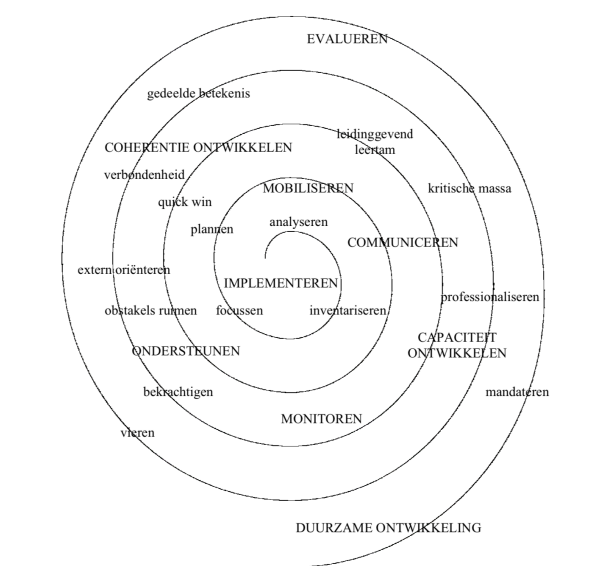 EVALUEREN
gedeelde betekenis
leidinggevend
leertam
COHERENTIE ONTWIKKELEN
verbondenheid
MOBILISEREN
kritische massa
quick win
analyseren
plannen
COMMUNICEREN
extern oriënteren
IMPLEMENTEREN
professionaliseren
obstakels ruimen
focussen
inventariseren
CAPACITEIT
ONTWIKKELEN
ONDERSTEUNEN
bekrachtigen
mandateren
MONITOREN
vieren
DUURZAME ONTWIKKELING